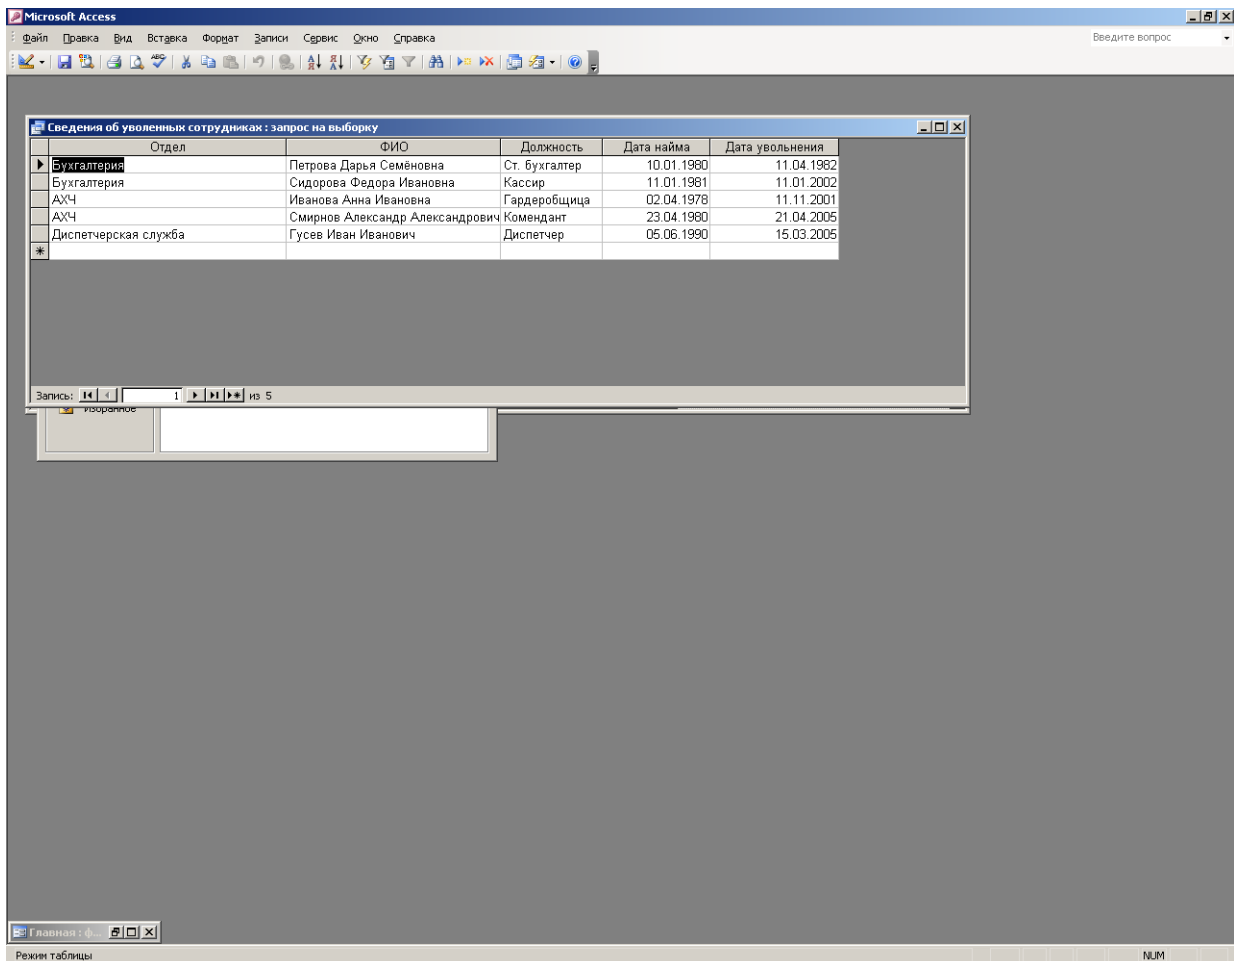 Microsoft Access
Файл Правка Вид Вставка Формат Записи Сервис Окно Справка Введите вопрос
Сведения об уволенных сотрудниках : запрос на выборку
Отдел ФИО Должность Дата найма Дата увольнения
Бухгалтерия Петрова Дарья Семёновна Ст. бухгалтер 10.01.1980 11.04.1982
Бухгалтерия Сидорова Федора Ивановна Кассир 11.01.1981 11.01.2002
АХЧ Иванова Анна Ивановна Гардеробщица 02.04.1978 11.11.2001
АХЧ Смирнов Александр Александрович Комендант 23.04.1980 21.04.2005
Диспетчерская служба Гусев Иван Иванович Диспетчер 05.06.1990 15.03.2005
Запись: 1 из 5
Избранное
Главная : ф...
Режим таблицы NUM